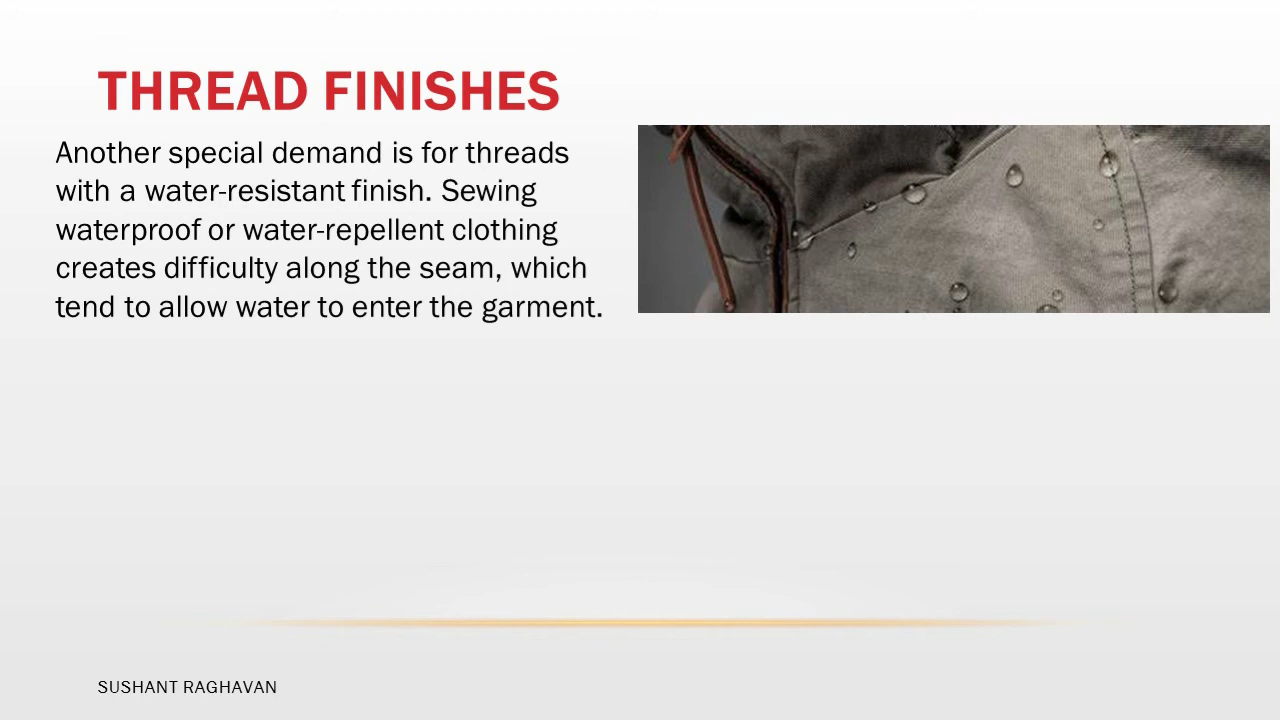 THREAD FINISHES
Another special demand is for threads
with a water-resistant finish. Sewing
waterproof or water-repellent clothing
creates difficulty along the seam, which
tend to allow water to enter the garment.
SUSHANT RAGHAVAN